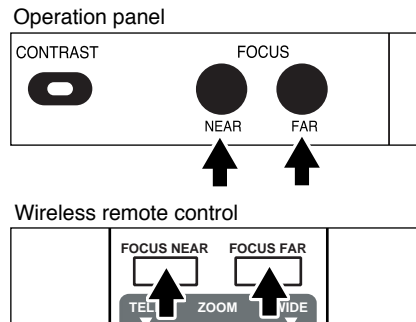 Operation panel
CONTRAST FOCUS
NEAR FAR
Wireless remote control
FOCUS NEAR FOCUS FAR
ZOOM